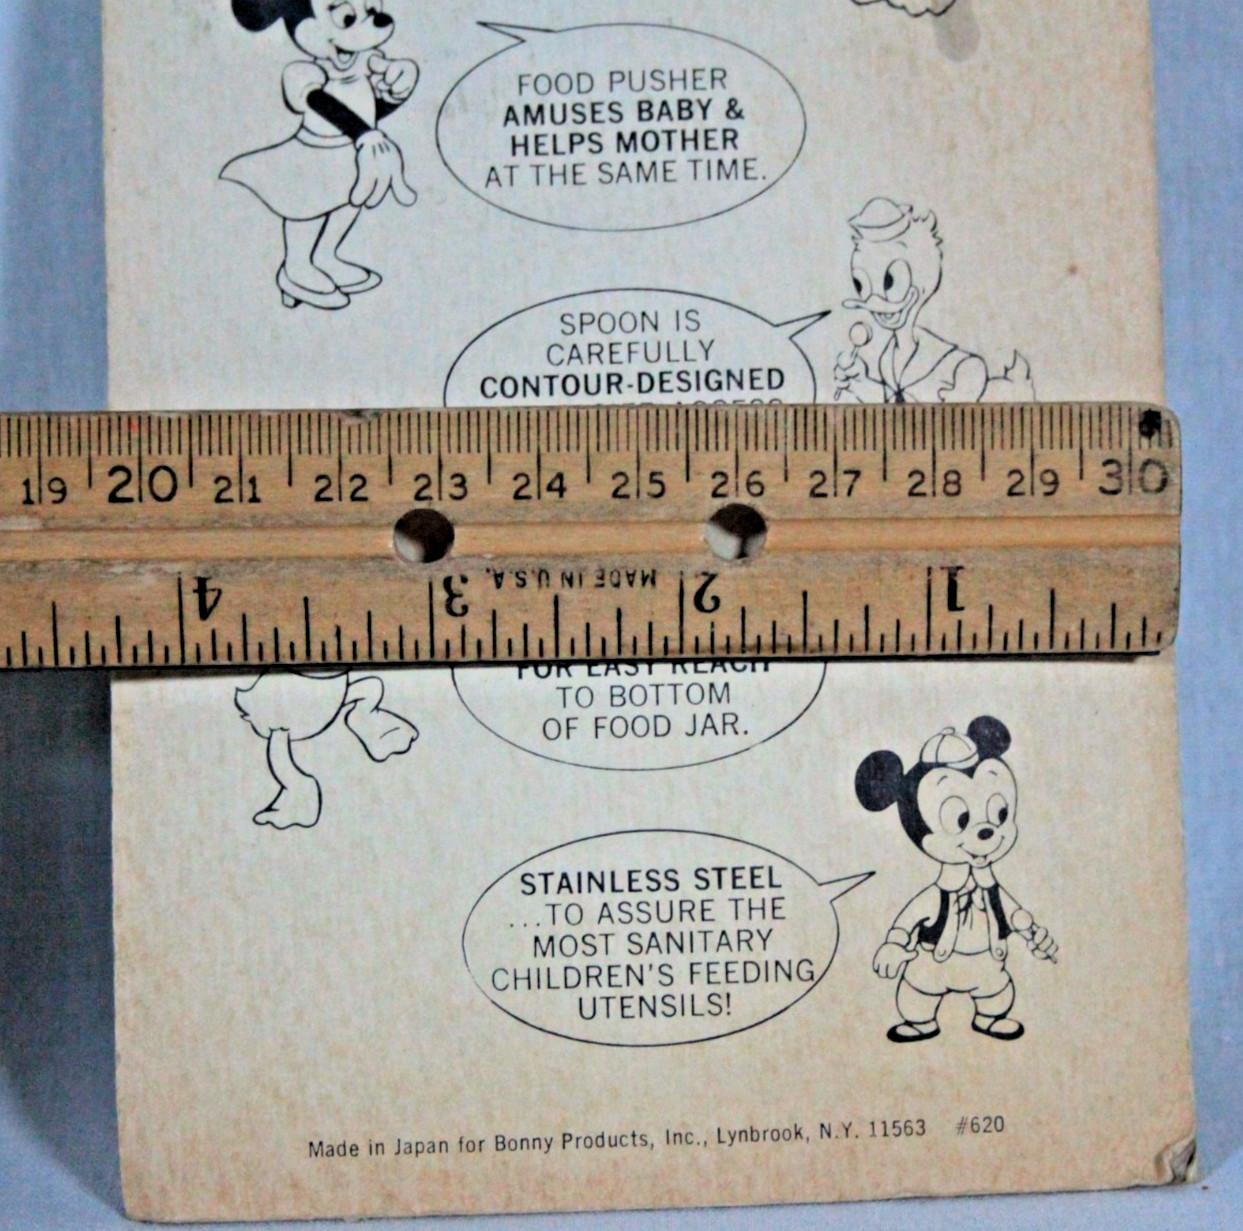 FOOD PUSHER
AMUSES BABY &
HELPS MOTHER
AT THE SAME TIME.
SPOON IS
CAREFULLY
CONTOUR-DESIGNED
19 20 21 22 23 24 25 26 27 28 29 30
MADE IN U.S.A.
4 3 2 1
FOR EASY REACH
TO BOTTOM
OF FOOD JAR.
STAINLESS STEEL
...TO ASSURE THE
MOST SANITARY
CHILDREN'S FEEDING
UTENSILS!
Made in Japan for Bonny Products, Inc., Lynbrook, N.Y. 11563 #620